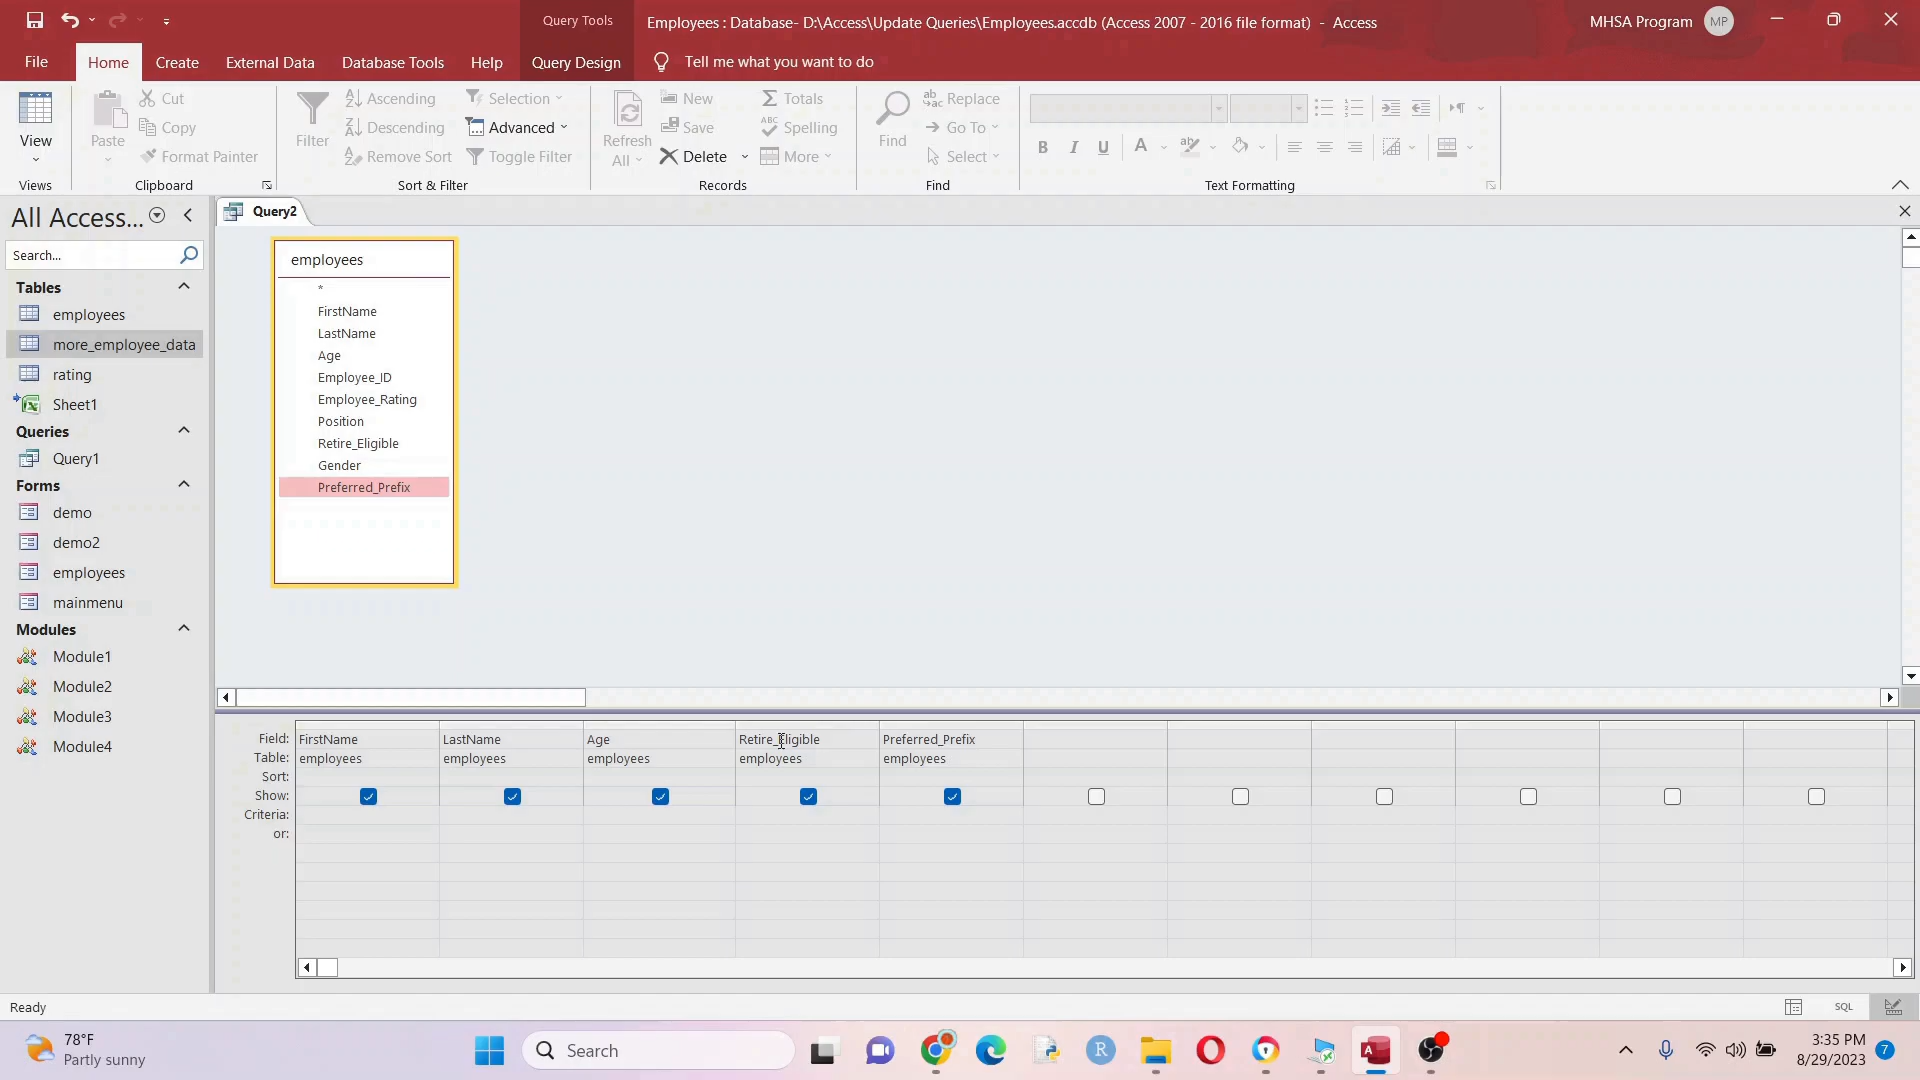 Query Tools
Employees : Database- D:\Access\Update Queries\Employees.accdb (Access 2007 - 2016 file format) - Access
MHSA Program
MP
File
Home
Create
External Data
Database Tools
Help
Query Design
Tell me what you want to do
View
Views
Paste
Cut
Copy
Format Painter
Clipboard
Filter
Ascending
Descending
Remove Sort
Selection
Advanced
Toggle Filter
Sort & Filter
Refresh
All
New
Save
Delete
Totals
Spelling
More
Records
Find
Replace
Go To
Select
Find
B I U A
Text Formatting
All Access...
Search...
Tables
employees
more_employee_data
rating
Sheet1
Queries
Query1
Forms
demo
demo2
employees
mainmenu
Modules
Module1
Module2
Module3
Module4
Query2
employees
*
FirstName
LastName
Age
Employee_ID
Employee_Rating
Position
Retire_Eligible
Gender
Preferred_Prefix
Field: FirstName LastName Age Retire_Eligible Preferred_Prefix
Table: employees employees employees employees employees
Sort:
Show:
Criteria:
or:
Ready
SQL
78°F
Partly sunny
Search
3:35 PM
8/29/2023
7